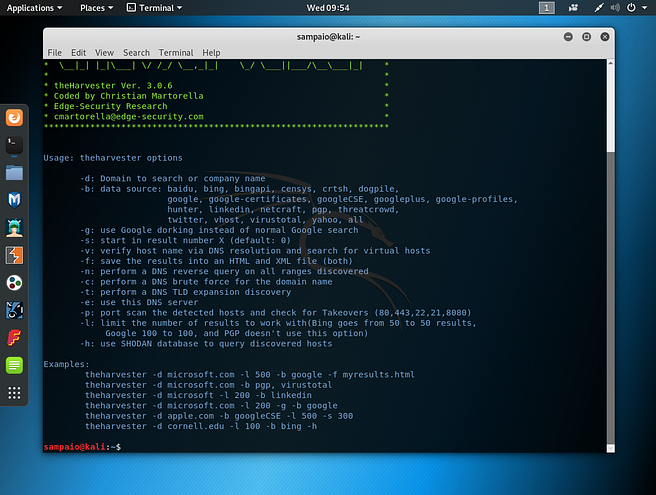 Applications Places Terminal Wed 09:54 1
sampaio@kali: ~
File Edit View Search Terminal Help
*  \__|_| |_|\___| \/ /_/ \__,_|_|    \_/ \___||___/\__\___|_|    *
*                                                                 *
* theHarvester Ver. 3.0.6                                         *
* Coded by Christian Martorella                                   *
* Edge-Security Research                                          *
* cmartorella@edge-security.com                                   *
*******************************************************************
Usage: theharvester options
-d: Domain to search or company name
-b: data source: baidu, bing, bingapi, censys, crtsh, dogpile,
google, google-certificates, googleCSE, googleplus, google-profiles,
hunter, linkedin, netcraft, pgp, threatcrowd,
twitter, vhost, virustotal, yahoo, all
-g: use Google dorking instead of normal Google search
-s: start in result number X (default: 0)
-v: verify host name via DNS resolution and search for virtual hosts
-f: save the results into an HTML and XML file (both)
-n: perform a DNS reverse query on all ranges discovered
-c: perform a DNS brute force for the domain name
-t: perform a DNS TLD expansion discovery
-e: use this DNS server
-p: port scan the detected hosts and check for Takeovers (80,443,22,21,8080)
-l: limit the number of results to work with(Bing goes from 50 to 50 results,
Google 100 to 100, and PGP doesn't use this option)
-h: use SHODAN database to query discovered hosts
Examples:
theharvester -d microsoft.com -l 500 -b google -f myresults.html
theharvester -d microsoft.com -b pgp, virustotal
theharvester -d microsoft -l 200 -b linkedin
theharvester -d microsoft.com -l 200 -g -b google
theharvester -d apple.com -b googleCSE -l 500 -s 300
theharvester -d cornell.edu -l 100 -b bing -h
sampaio@kali:~$